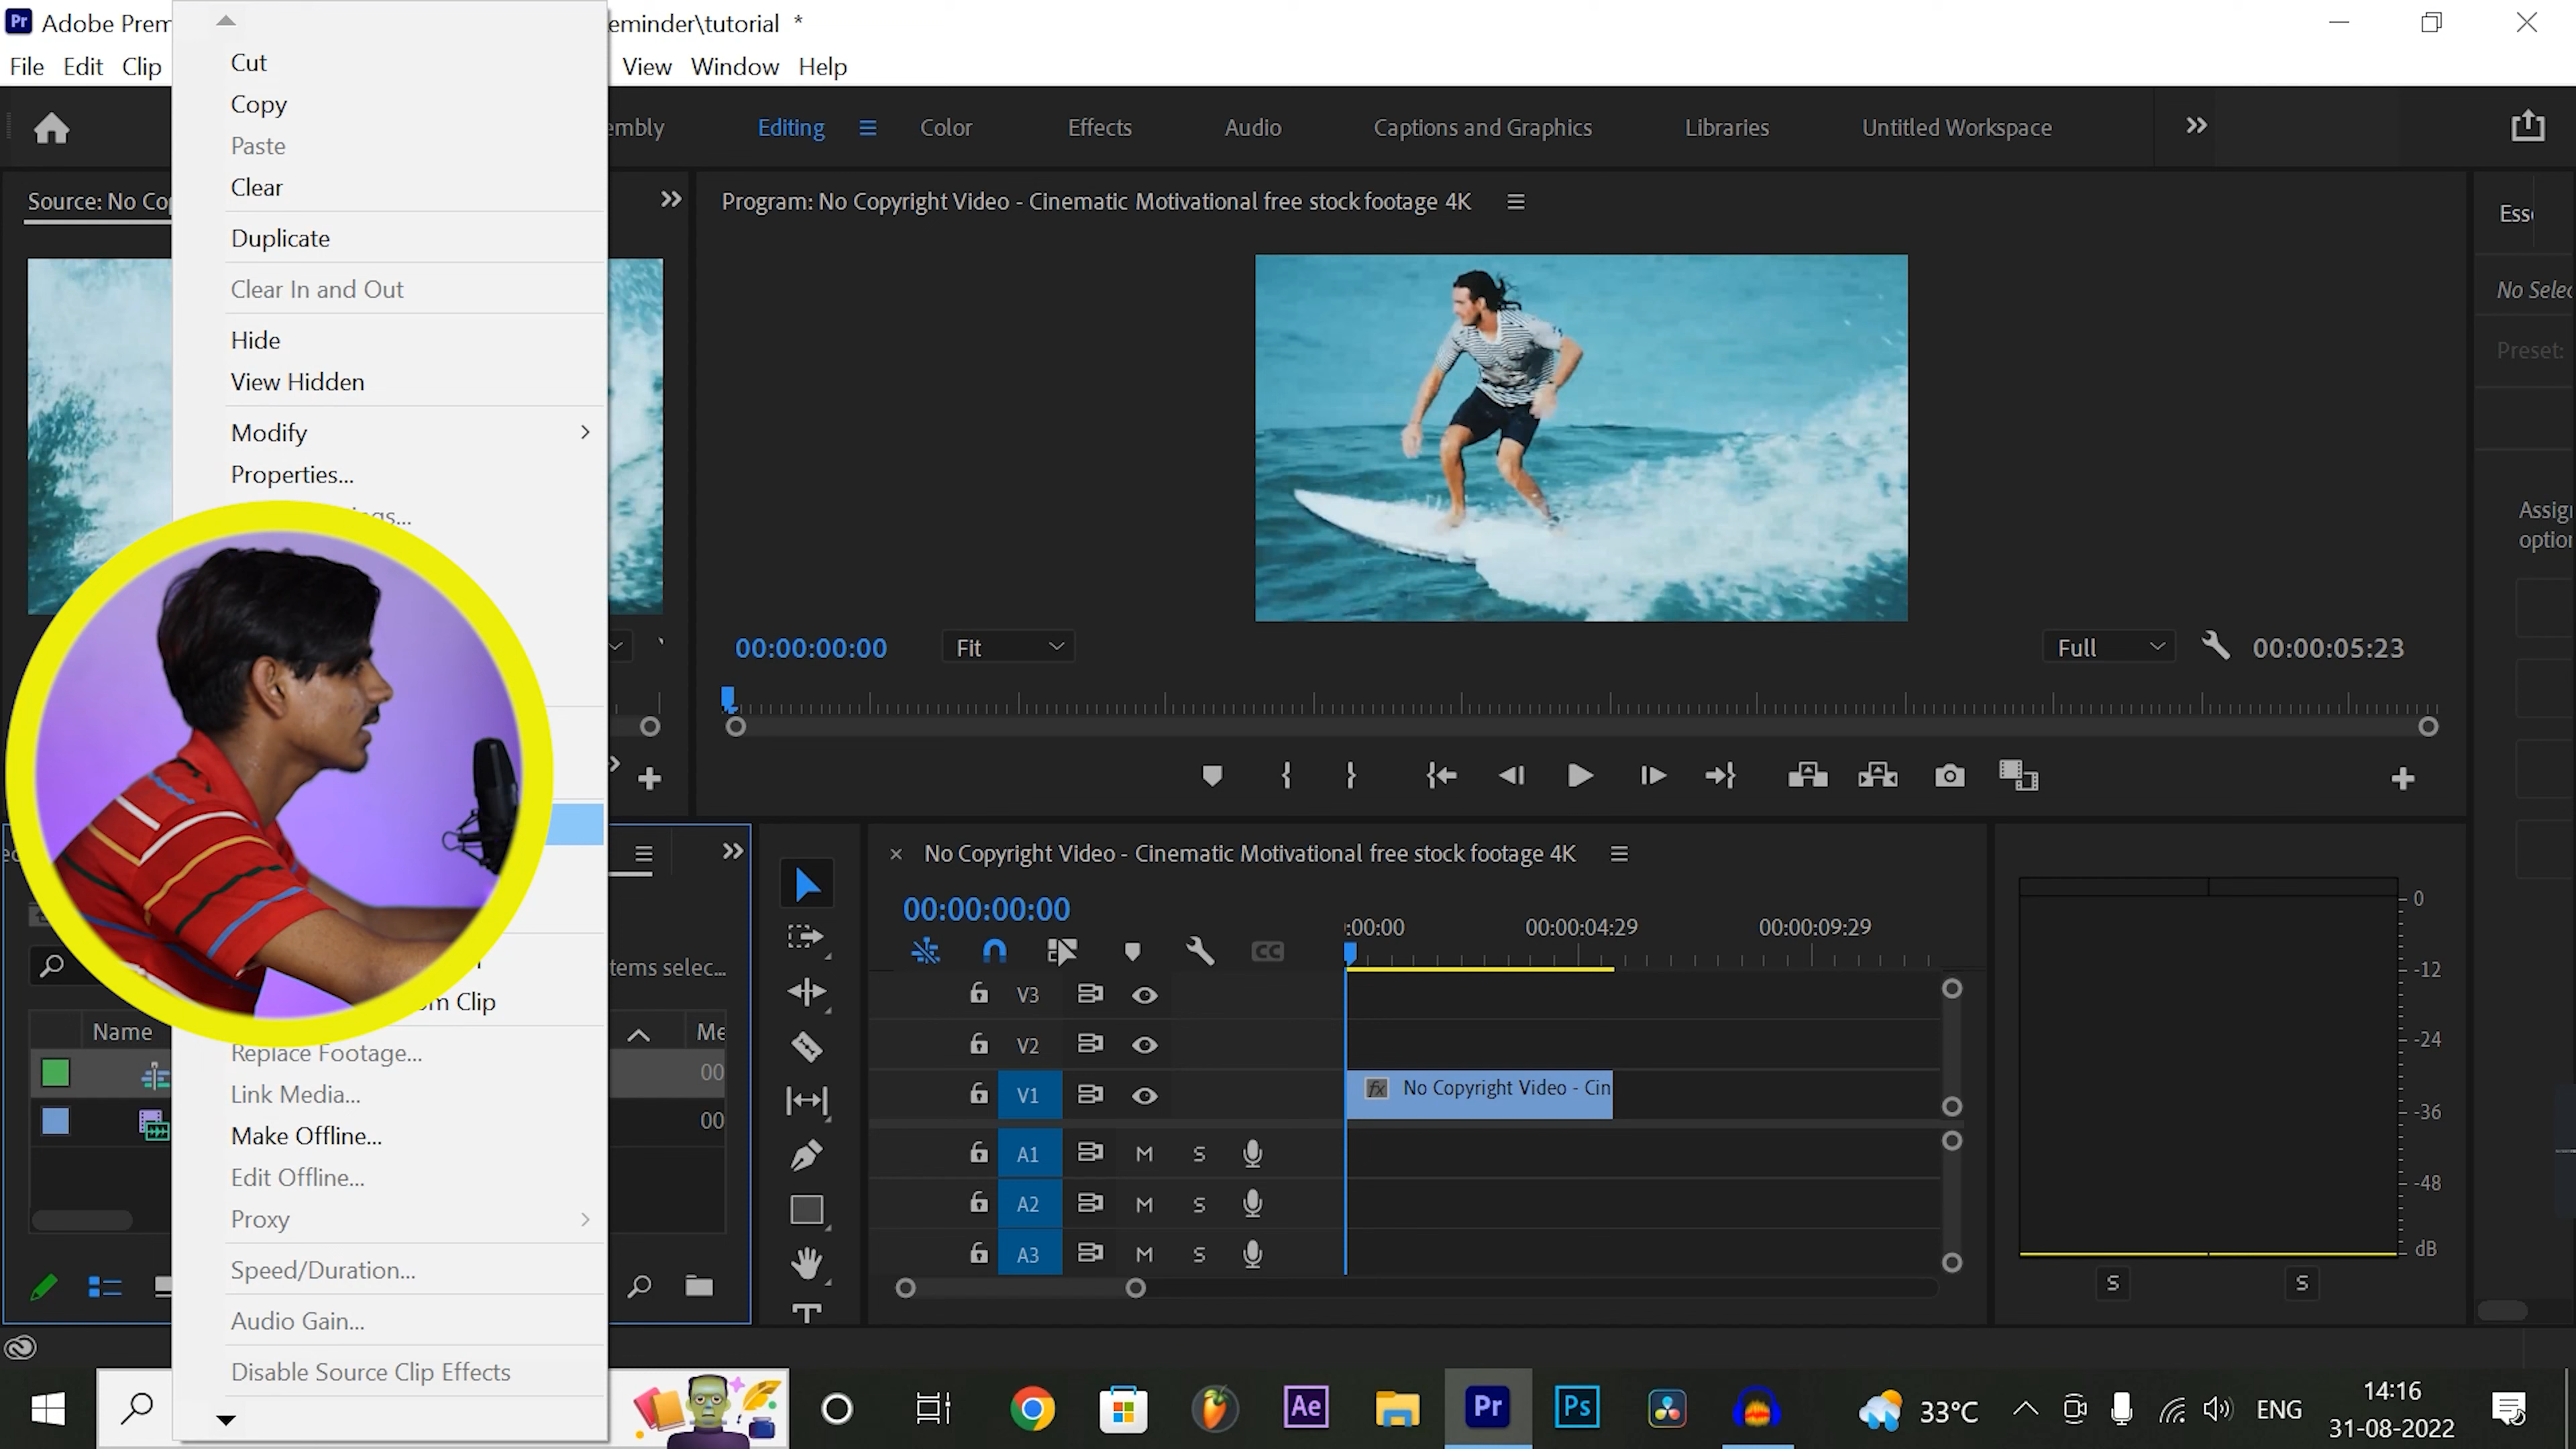 Pr Adobe Prem
eminder\tutorial *
File Edit Clip View Window Help
Cut
Copy
Paste
Clear
Duplicate
Clear In and Out
Hide
View Hidden
Modify
Properties...
Replace Footage...
Link Media...
Make Offline...
Edit Offline...
Proxy
Speed/Duration...
Audio Gain...
Disable Source Clip Effects
Clip
embly Editing Color Effects Audio Captions and Graphics Libraries Untitled Workspace
Source: No Cop
Program: No Copyright Video - Cinematic Motivational free stock footage 4K
00:00:00:00 Fit Full 00:00:05:23
Ess
No Selec
Preset:
Assig
optio
tems selec...
Name
Me
00
00
No Copyright Video - Cinematic Motivational free stock footage 4K
00:00:00:00
:00:00 00:00:04:29 00:00:09:29
CC
V3
V2
V1 fx No Copyright Video - Cin
A1 M S
A2 M S
A3 M S
0
-12
-24
-36
-48
dB
S S
Ae Pr Ps
33°C ENG
14:16
31-08-2022